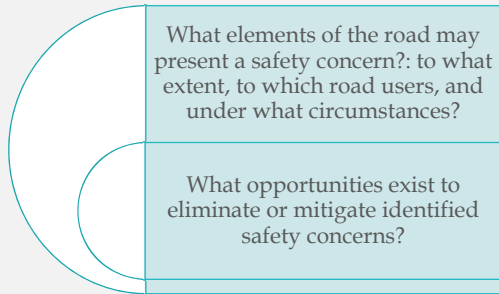 What elements of the road may
present a safety concern?: to what
extent, to which road users, and
under what circumstances?
What opportunities exist to
eliminate or mitigate identified
safety concerns?